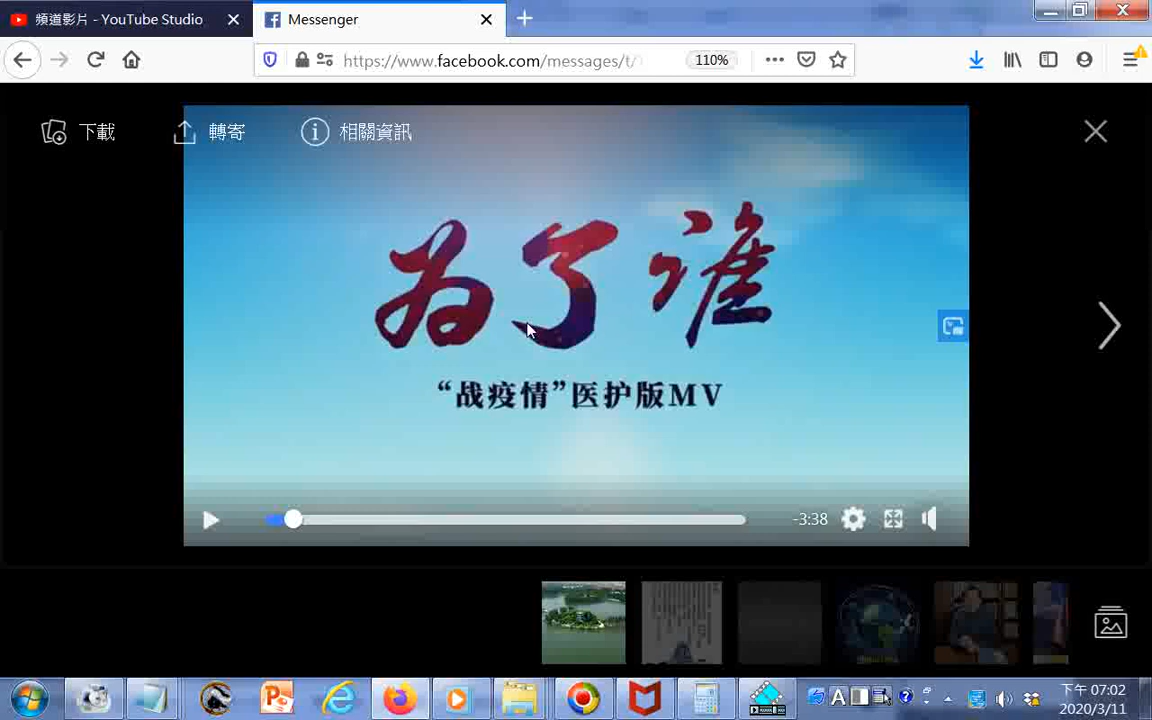 頻道影片 - YouTube Studio
Messenger
https://www.facebook.com/messages/t/
110%
下載
轉寄
相關資訊
为了谁
“战疫情”医护版MV
-3:38
下午 07:02
2020/3/11